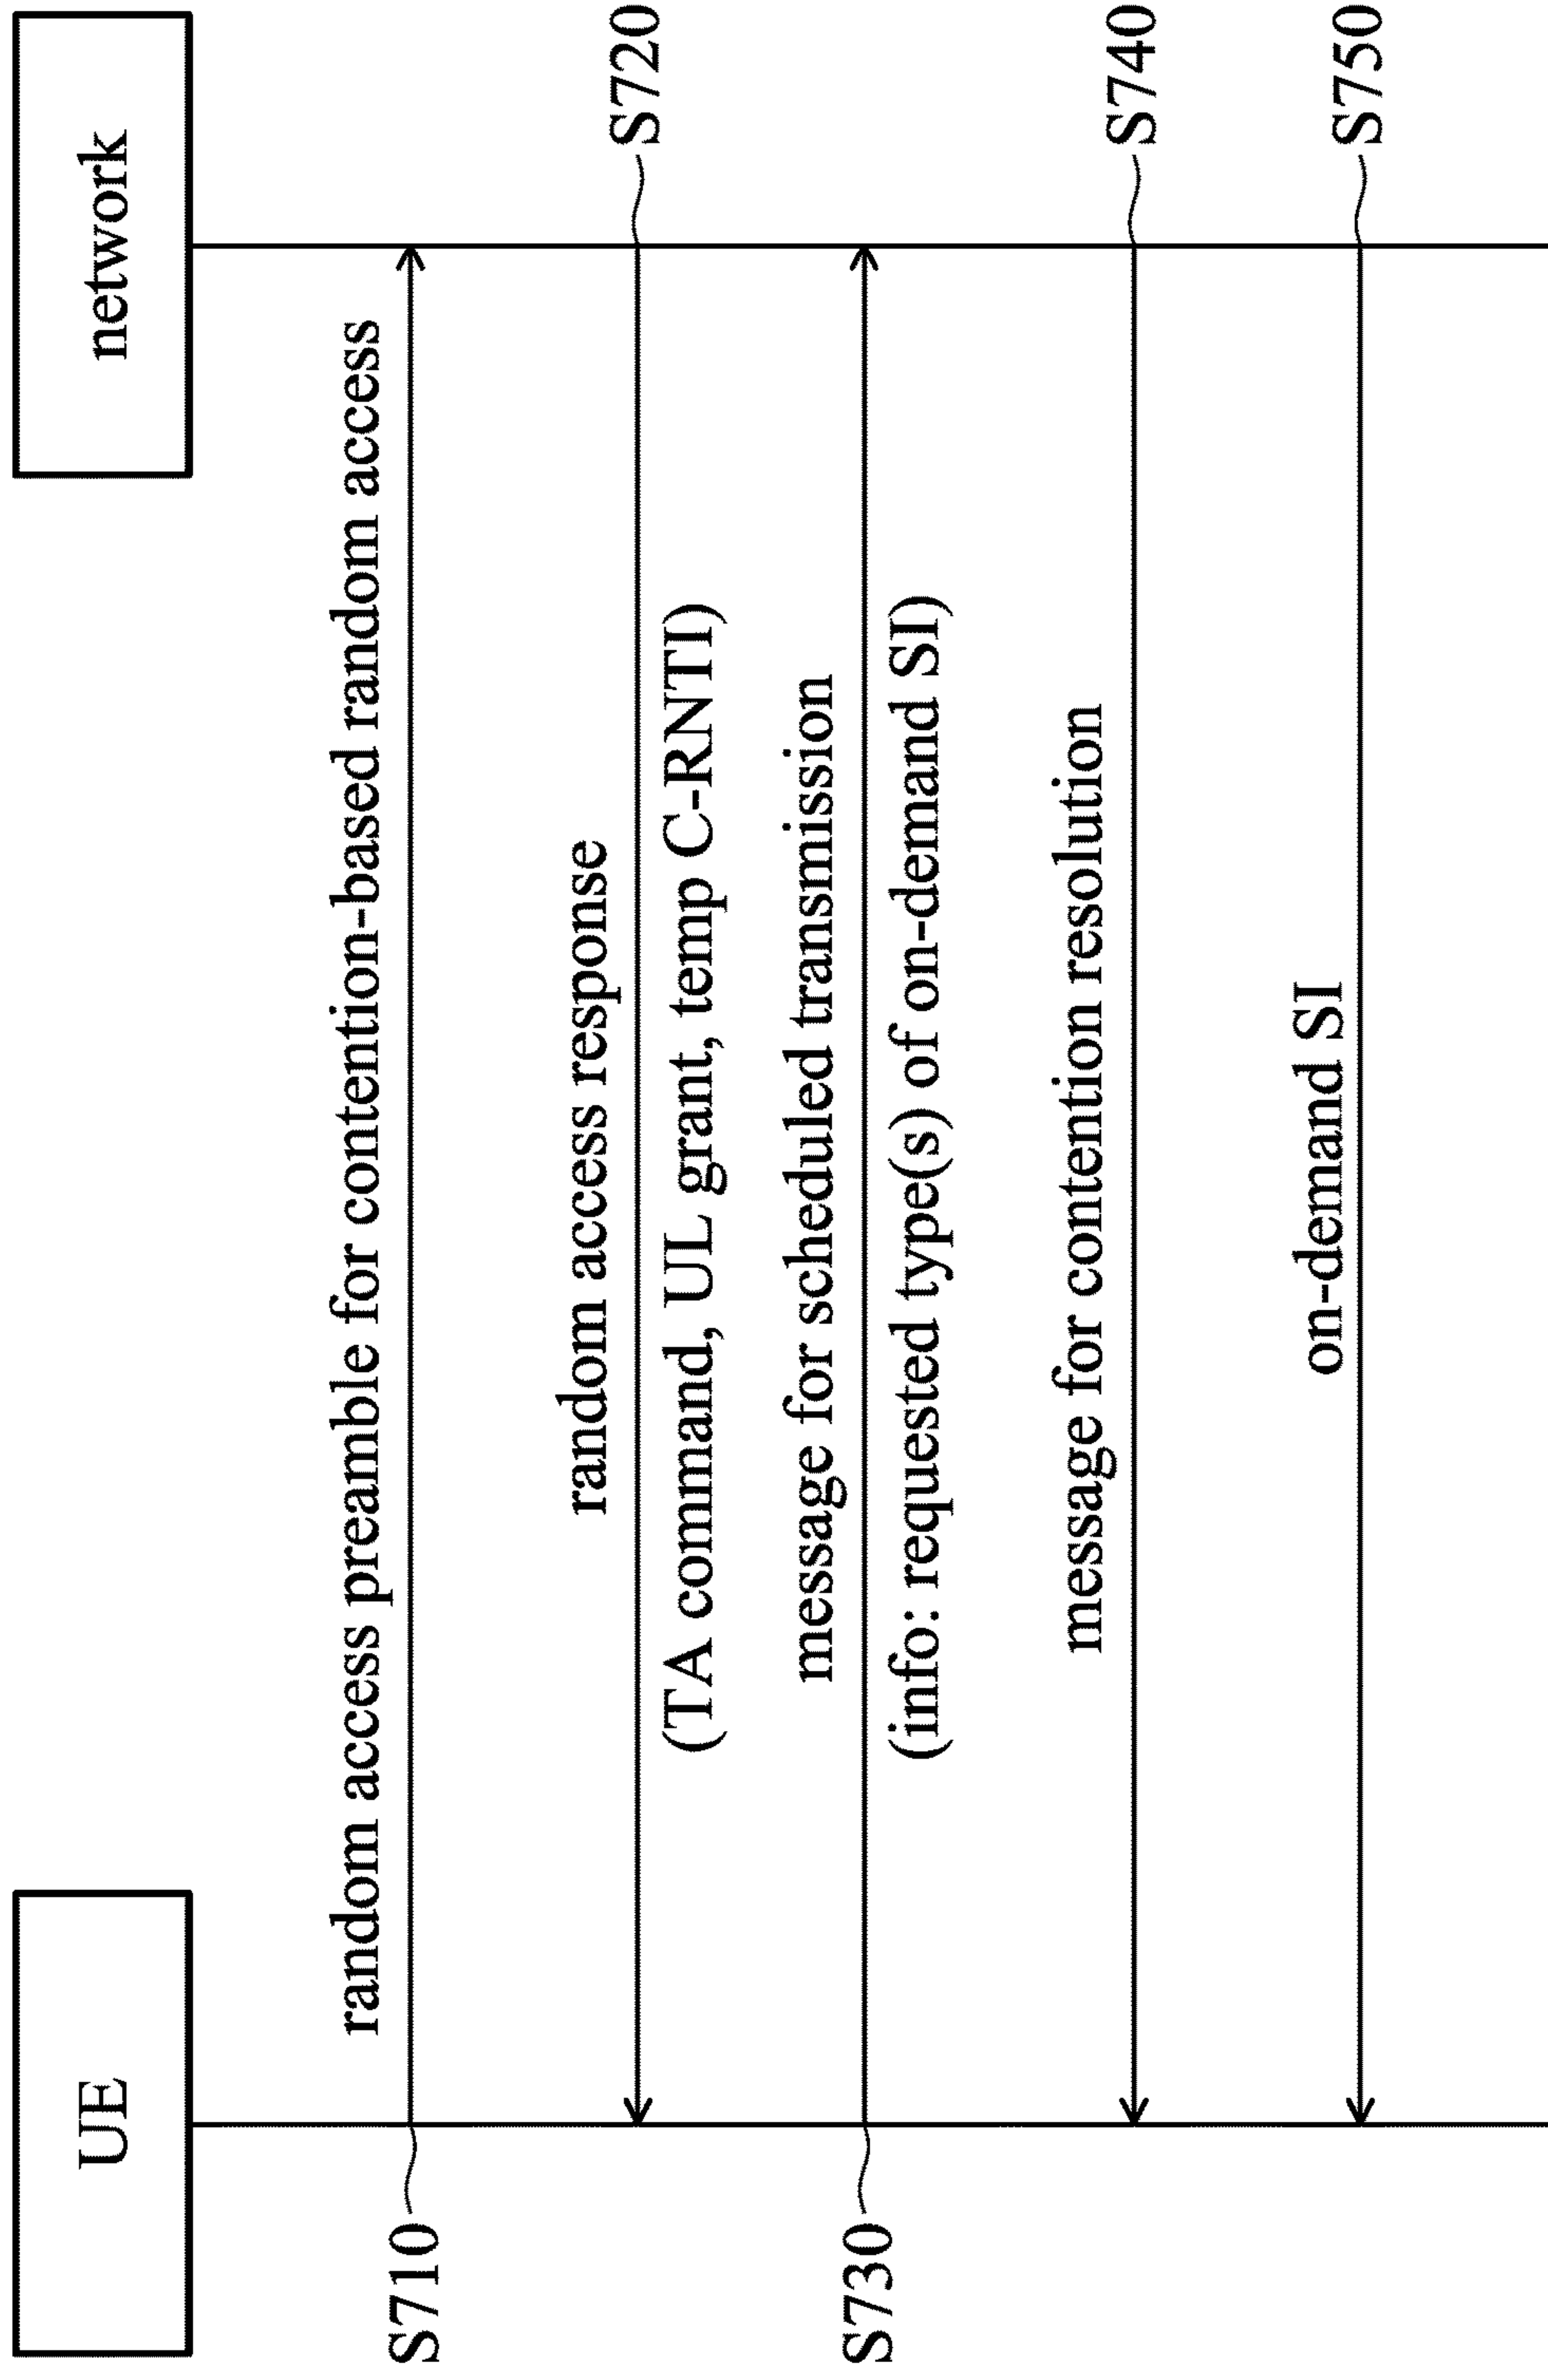 UE
network
random access preamble for contention-based random access
S710
random access response
S720
(TA command, UL grant, temp C-RNTI)
message for scheduled transmission
S730
(info: requested type(s) of on-demand SI)
message for contention resolution
S740
on-demand SI
S750